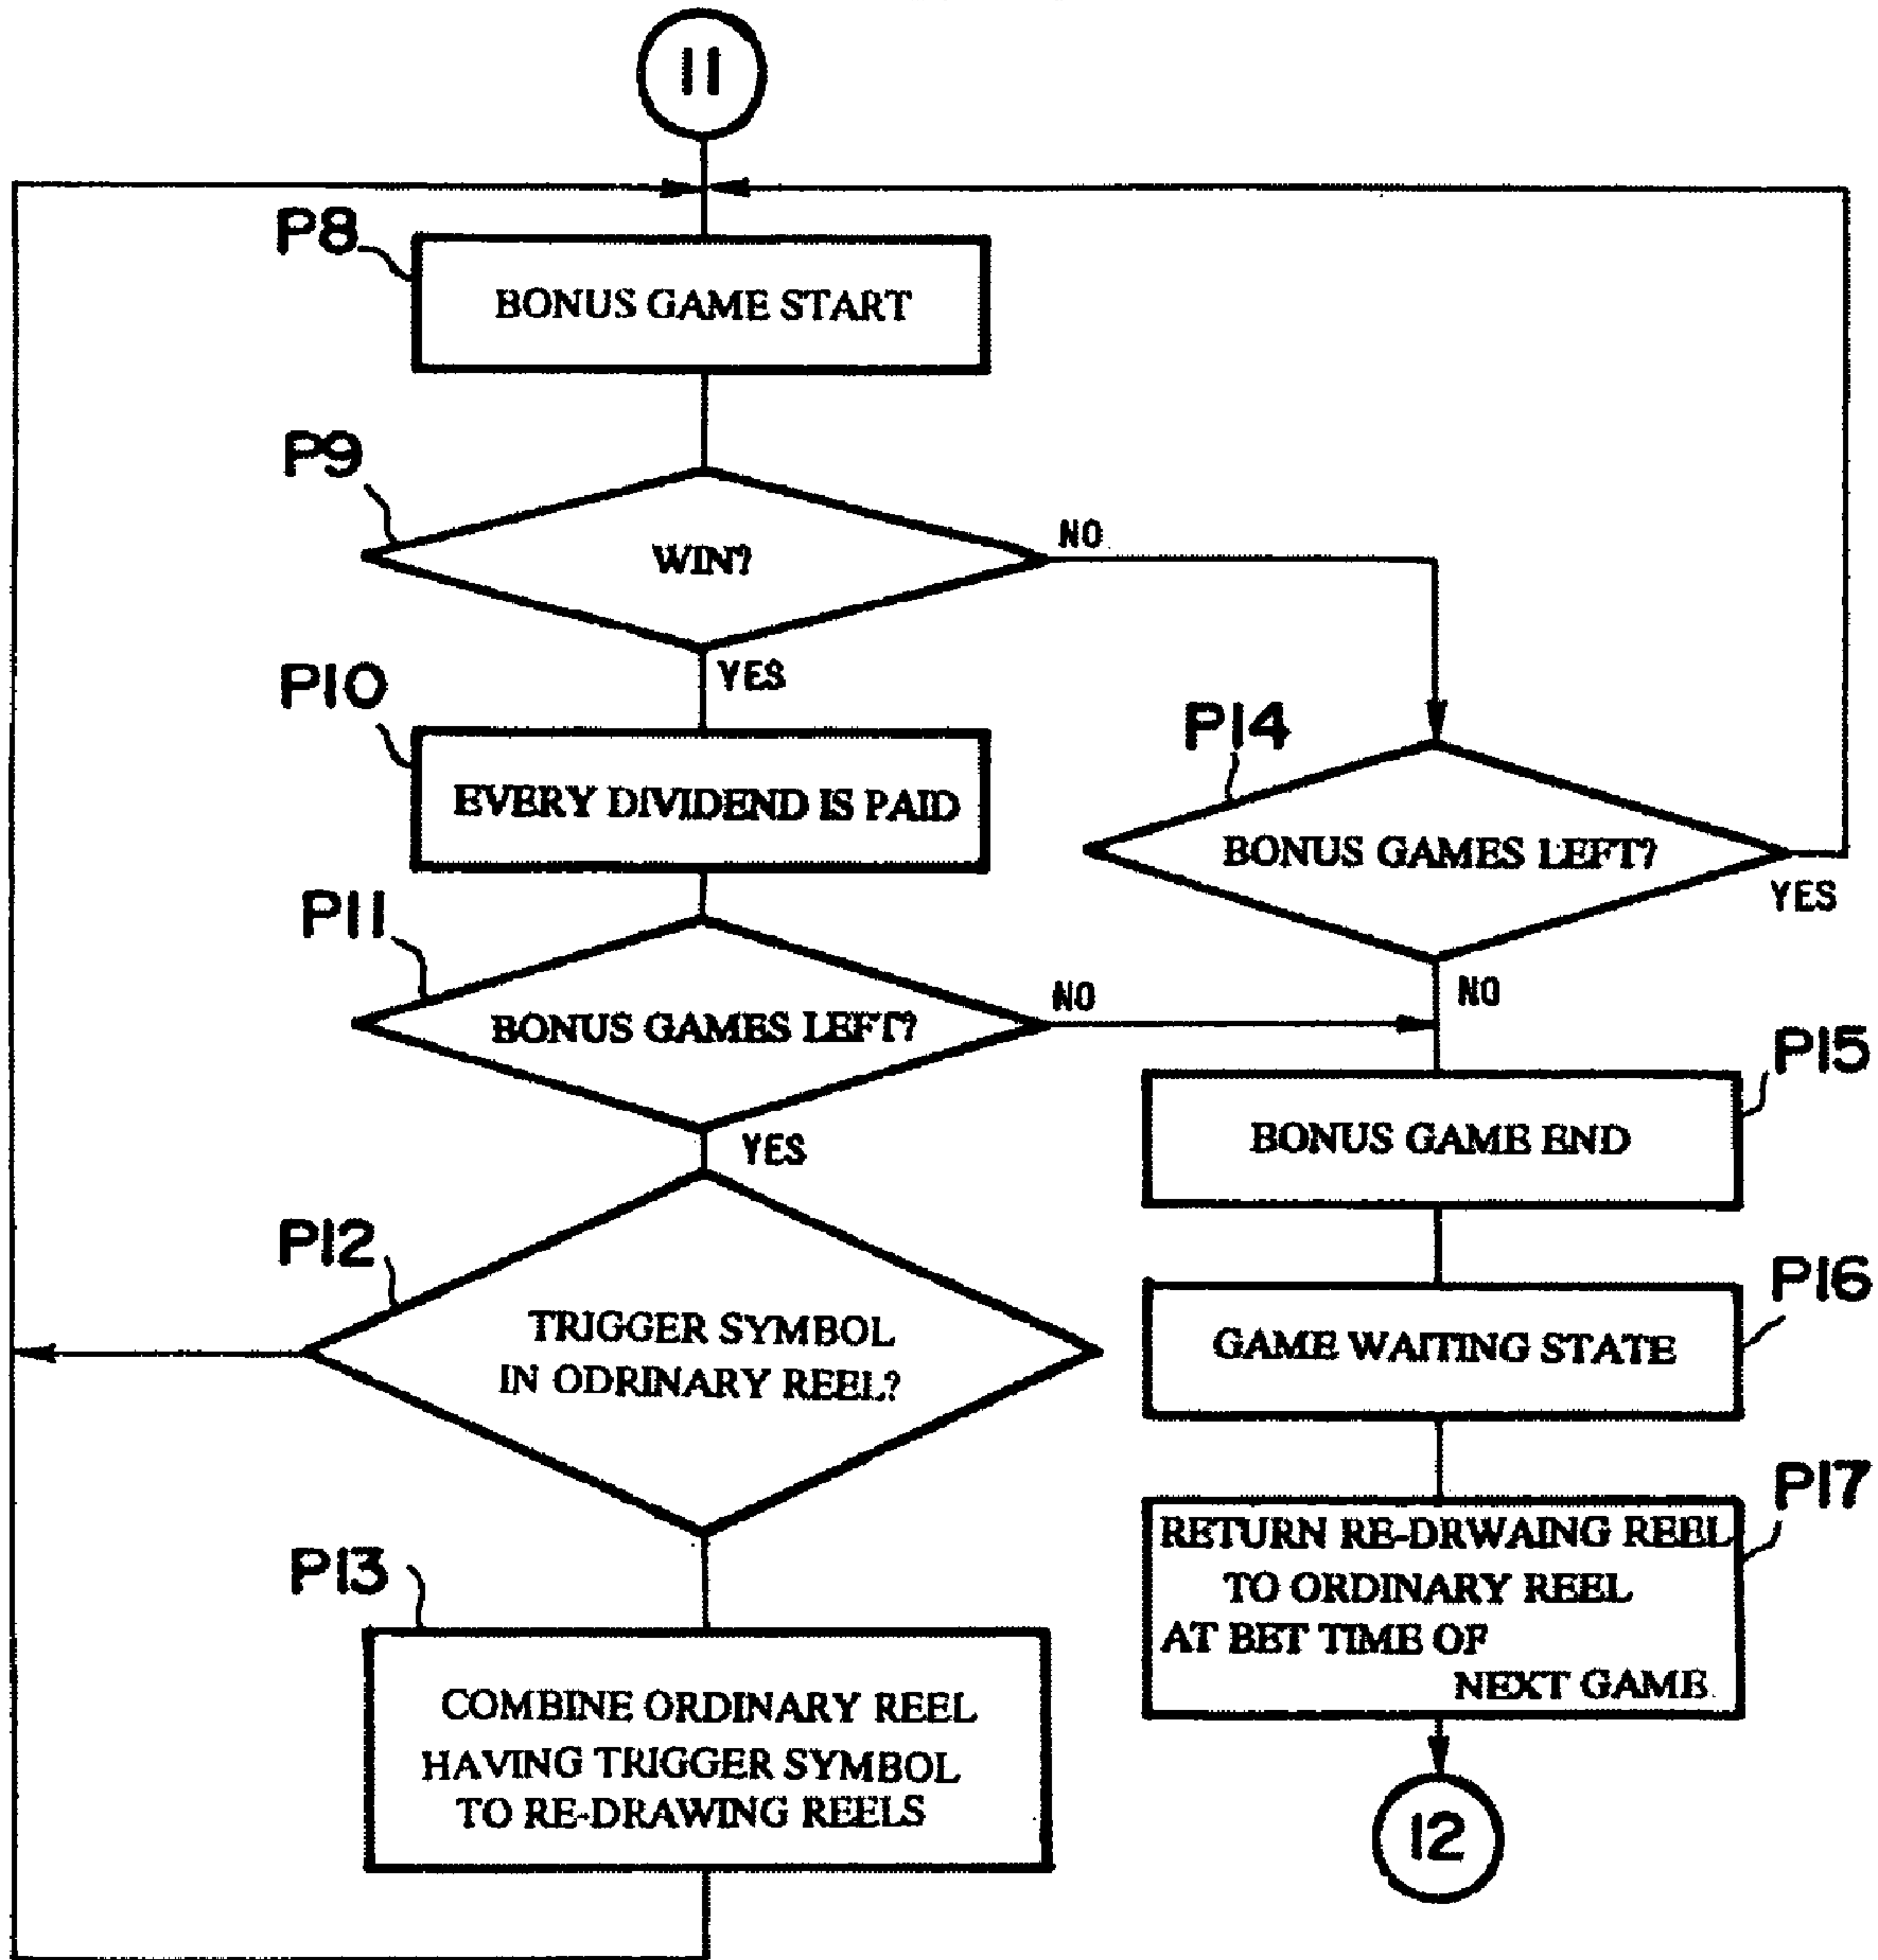 11
P8
BONUS GAME START
P9
WIN?
NO
YES
P10
EVERY DIVIDEND IS PAID
P14
BONUS GAMES LEFT?
YES
NO
P11
BONUS GAMES LEFT?
NO
YES
P15
BONUS GAME END
P12
TRIGGER SYMBOL
IN ODRINARY REEL?
P16
GAME WAITING STATE
P17
RETURN RE-DRWAING REEL
TO ORDINARY REEL
AT BET TIME OF
NEXT GAME
P13
COMBINE ORDINARY REEL
HAVING TRIGGER SYMBOL
TO RE-DRAWING REELS
12